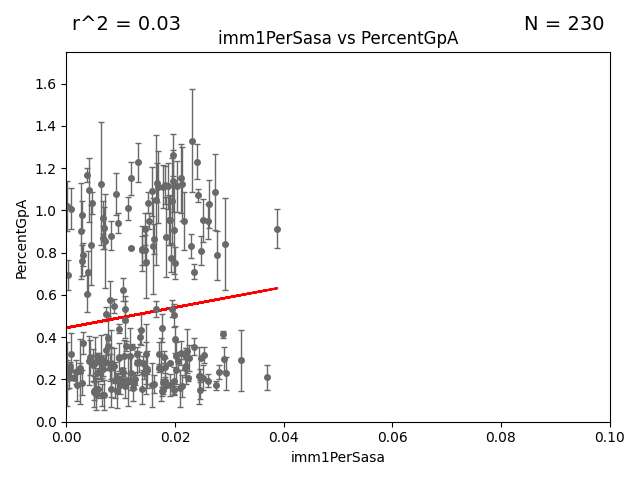 r^2 = 0.03
N = 230
imm1PerSasa vs PercentGpA
1.6
1.4
1.2
1.0
0.8
0.6
0.4
0.2
0.0
PercentGpA
0.00 0.02 0.04 0.06 0.08 0.10
imm1PerSasa